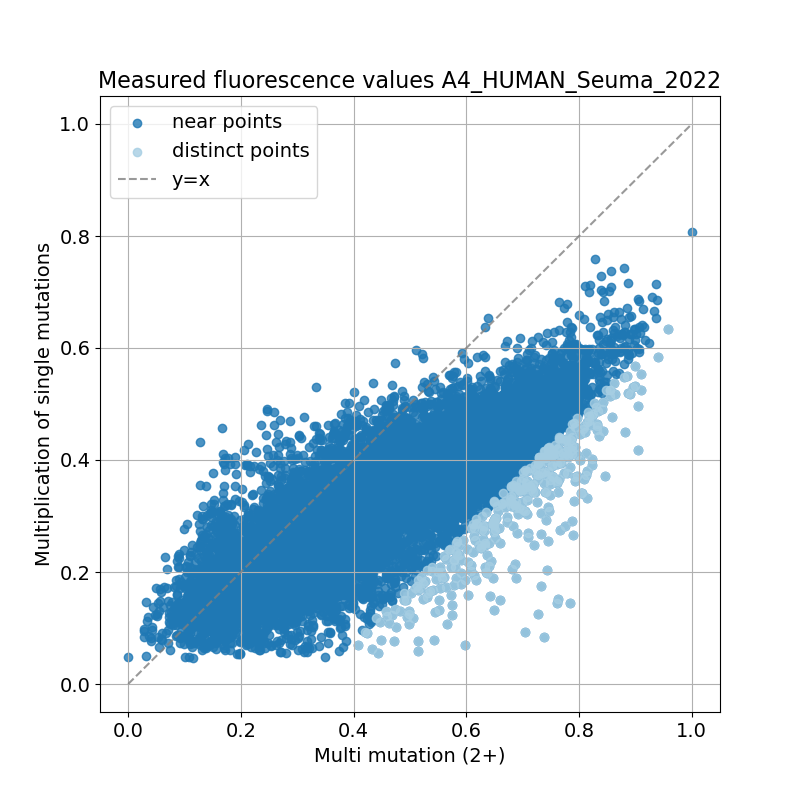 Measured fluorescence values A4_HUMAN_Seuma_2022
near points
distinct points
y=x
Multiplication of single mutations
1.0
0.8
0.6
0.4
0.2
0.0
0.0 0.2 0.4 0.6 0.8 1.0
Multi mutation (2+)